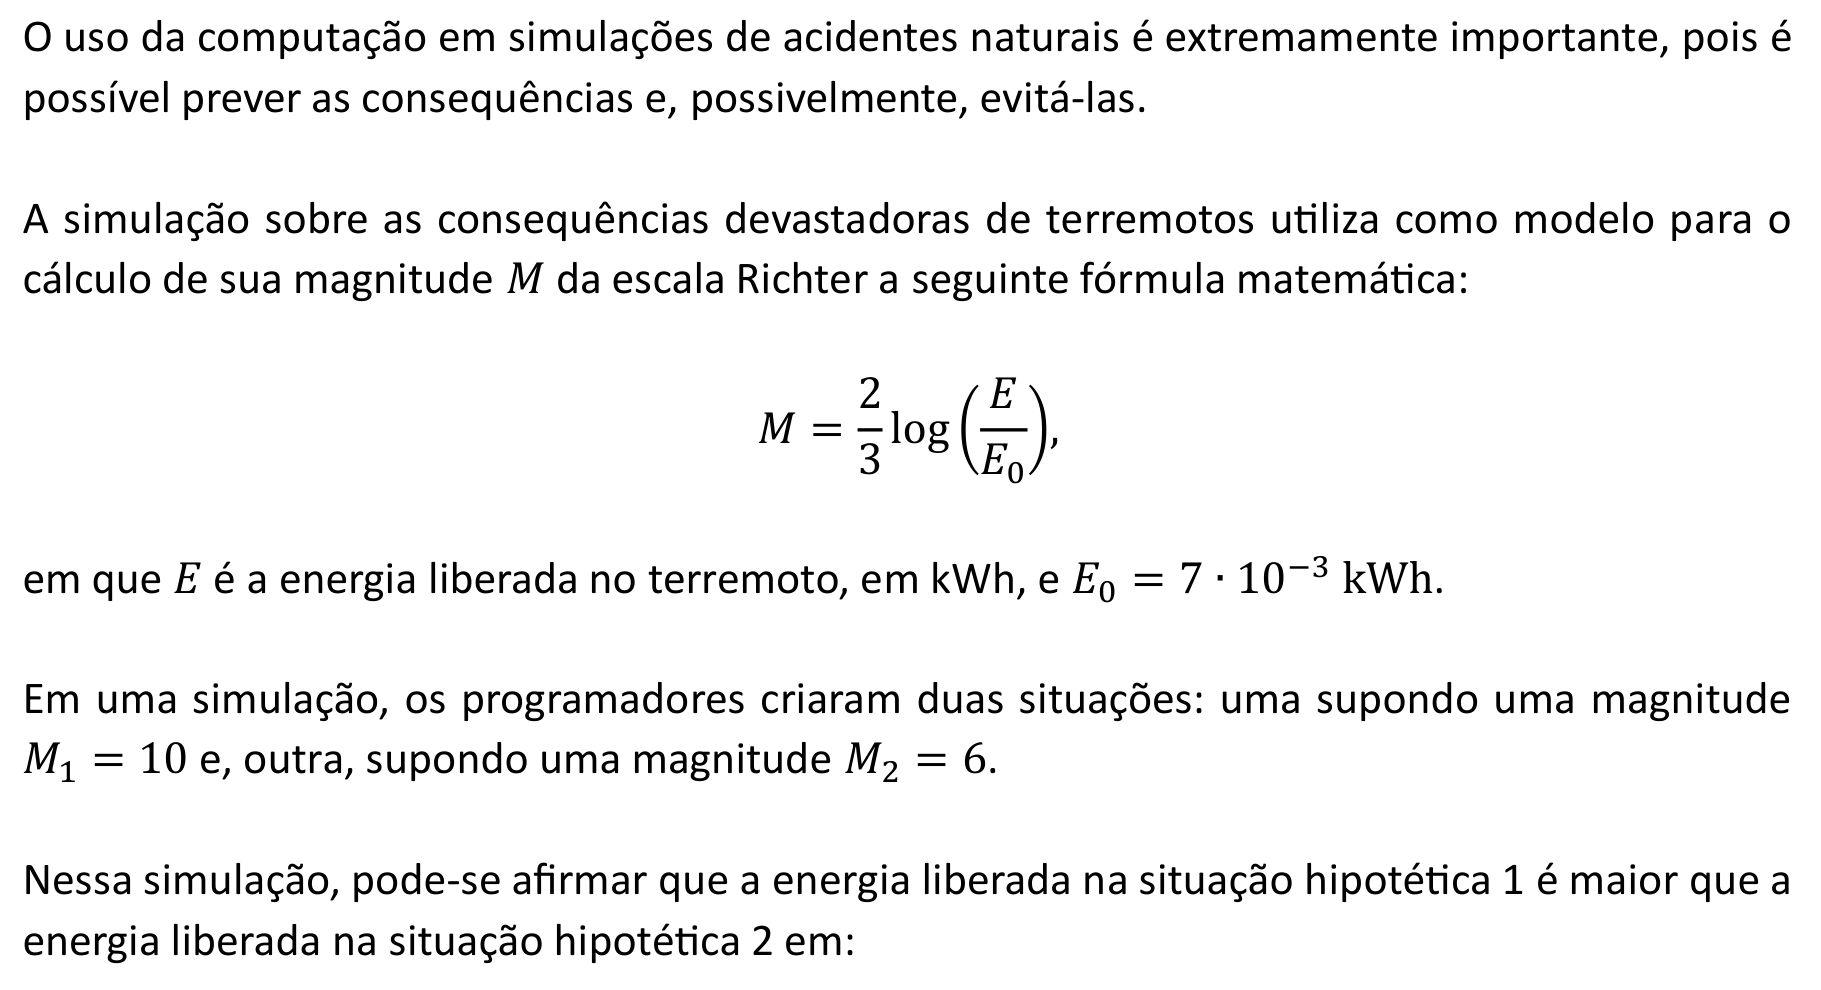 O uso da computação em simulações de acidentes naturais é extremamente importante, pois é
possível prever as consequências e, possivelmente, evitá-las.
A simulação sobre as consequências devastadoras de terremotos utiliza como modelo para o
cálculo de sua magnitude M da escala Richter a seguinte fórmula matemática:
M = 2/3 log (E/E₀),
em que E é a energia liberada no terremoto, em kWh, e E₀ = 7 · 10⁻³ kWh.
Em uma simulação, os programadores criaram duas situações: uma supondo uma magnitude
M₁ = 10 e, outra, supondo uma magnitude M₂ = 6.
Nessa simulação, pode-se afirmar que a energia liberada na situação hipotética 1 é maior que a
energia liberada na situação hipotética 2 em: